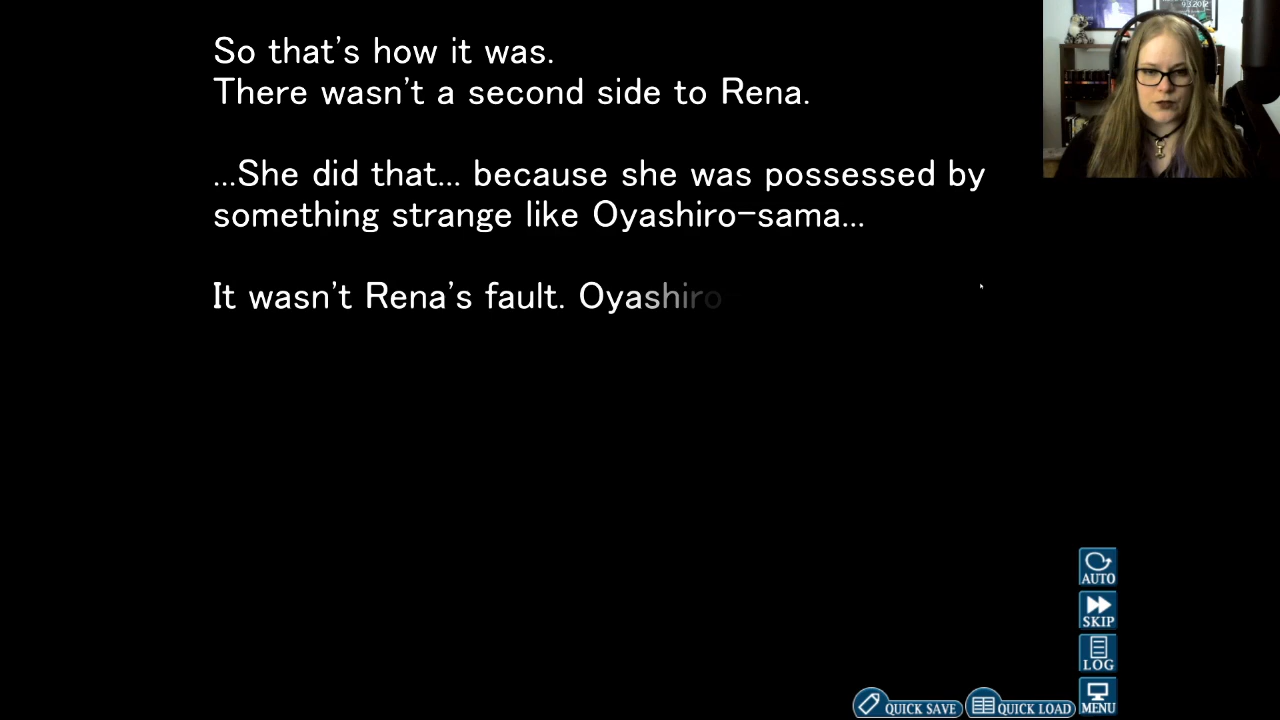 So that's how it was.
There wasn't a second side to Rena.
...She did that... because she was possessed by
something strange like Oyashiro-sama...
It wasn't Rena's fault. Oyashiro
AUTO
SKIP
LOG
MENU
QUICK SAVE
QUICK LOAD